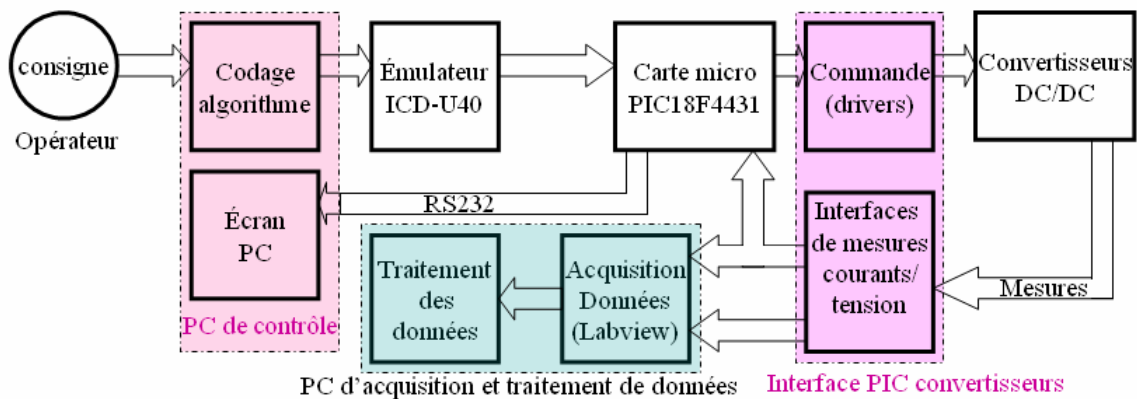 consigne
Opérateur
Codage
algorithme
Émulateur
ICD-U40
Carte micro
PIC18F4431
Commande
(drivers)
Convertisseurs
DC/DC
Écran
PC
PC de contrôle
RS232
Traitement
des
données
Acquisition
Données
(Labview)
PC d'acquisition et traitement de données
Interfaces
de mesures
courants/
tension
Mesures
Interface PIC convertisseurs